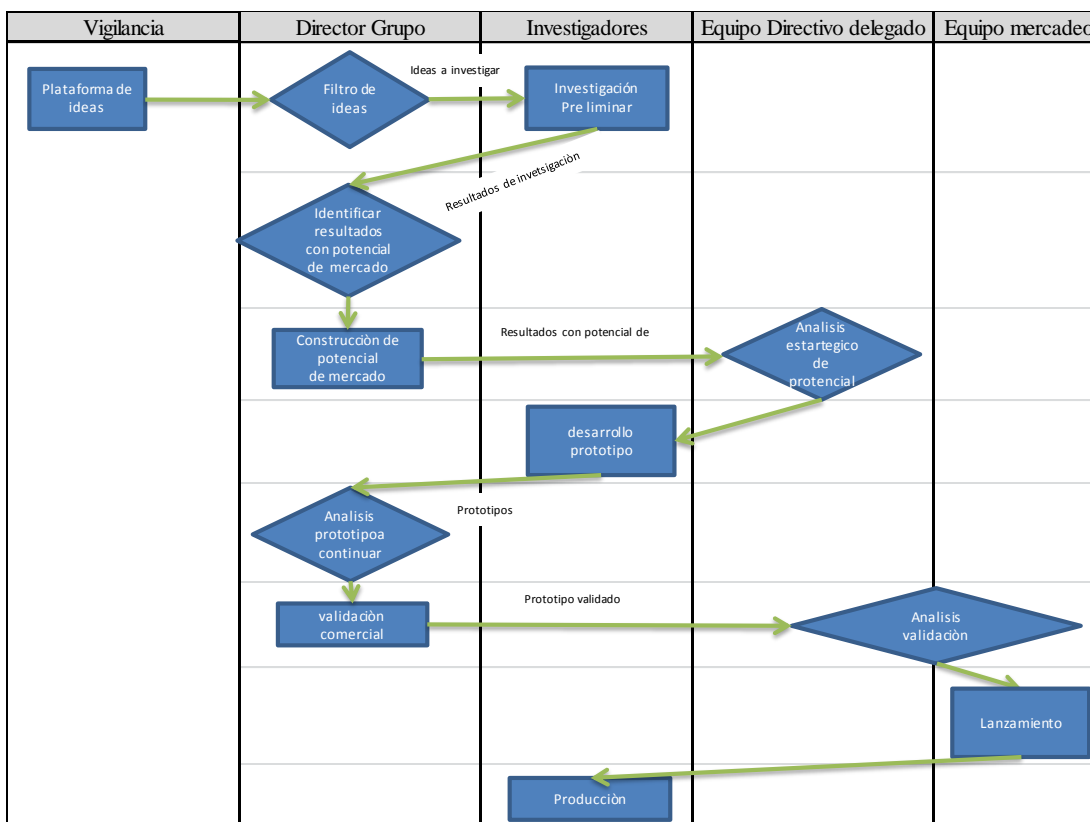 Vigilancia
Director Grupo
Investigadores
Equipo Directivo delegado
Equipo mercadeo
Plataforma de
ideas
Filtro de
ideas
Ideas a investigar
Investigación
Pre liminar
Resultados de invetsigaciòn
Identificar
resultados
con potencial
de mercado
Construcciòn de
potencial
de mercado
Resultados con potencial de
Analisis
estartegico
de
protencial
desarrollo
prototipo
Analisis
prototipoa
continuar
Prototipos
validaciòn
comercial
Prototipo validado
Analisis
validaciòn
Lanzamiento
Producciòn